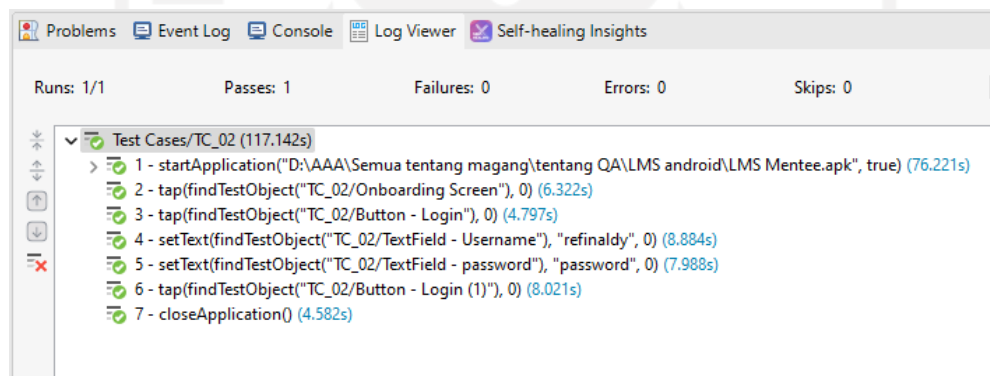 Problems Event Log Console Log Viewer Self-healing Insights
Runs: 1/1 Passes: 1 Failures: 0 Errors: 0 Skips: 0
Test Cases/TC_02 (117.142s)
1 - startApplication("D:\AAA\Semua tentang magang\tentang QA\LMS android\LMS Mentee.apk", true) (76.221s)
2 - tap(findTestObject("TC_02/Onboarding Screen"), 0) (6.322s)
3 - tap(findTestObject("TC_02/Button - Login"), 0) (4.797s)
4 - setText(findTestObject("TC_02/TextField - Username"), "refinaldy", 0) (8.884s)
5 - setText(findTestObject("TC_02/TextField - password"), "password", 0) (7.988s)
6 - tap(findTestObject("TC_02/Button - Login (1)"), 0) (8.021s)
7 - closeApplication() (4.582s)